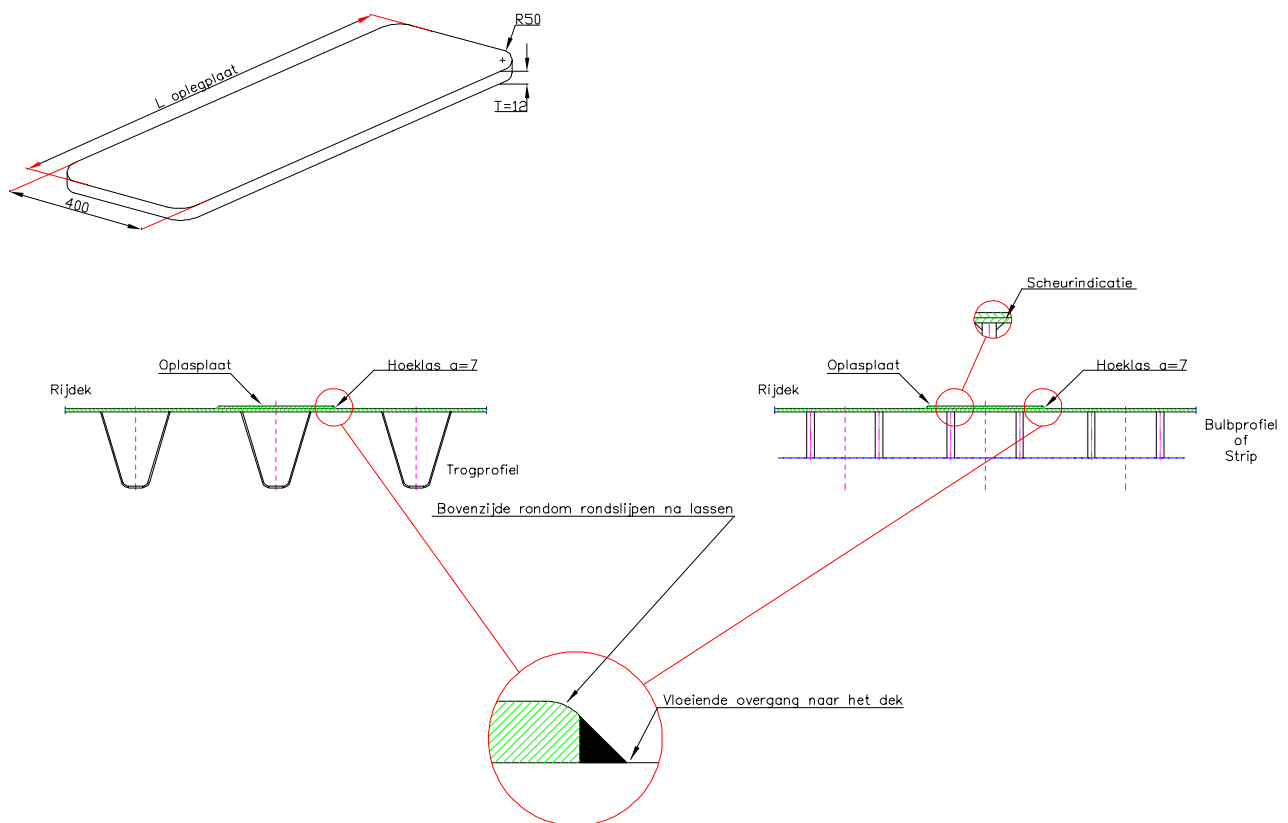 R50
L oplegplaat
T=12
400
Scheurindicatie
Oplasplaat
Hoeklas a=7
Rijdek
Trogprofiel
Oplasplaat
Hoeklas a=7
Rijdek
Bulbprofiel
of
Strip
Bovenzijde rondom rondslijpen na lassen
Vloeiende overgang naar het dek